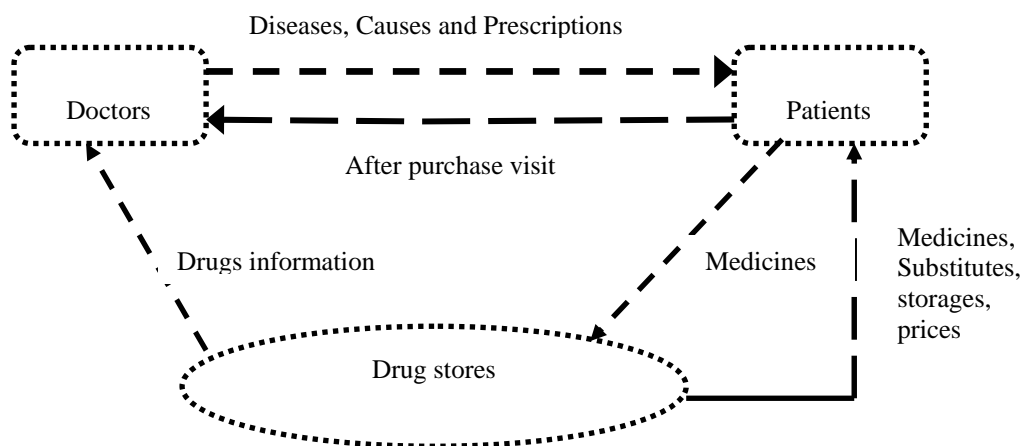 Diseases, Causes and Prescriptions
Doctors
Patients
After purchase visit
Drugs information
Medicines
Medicines,
Substitutes,
storages,
prices
Drug stores